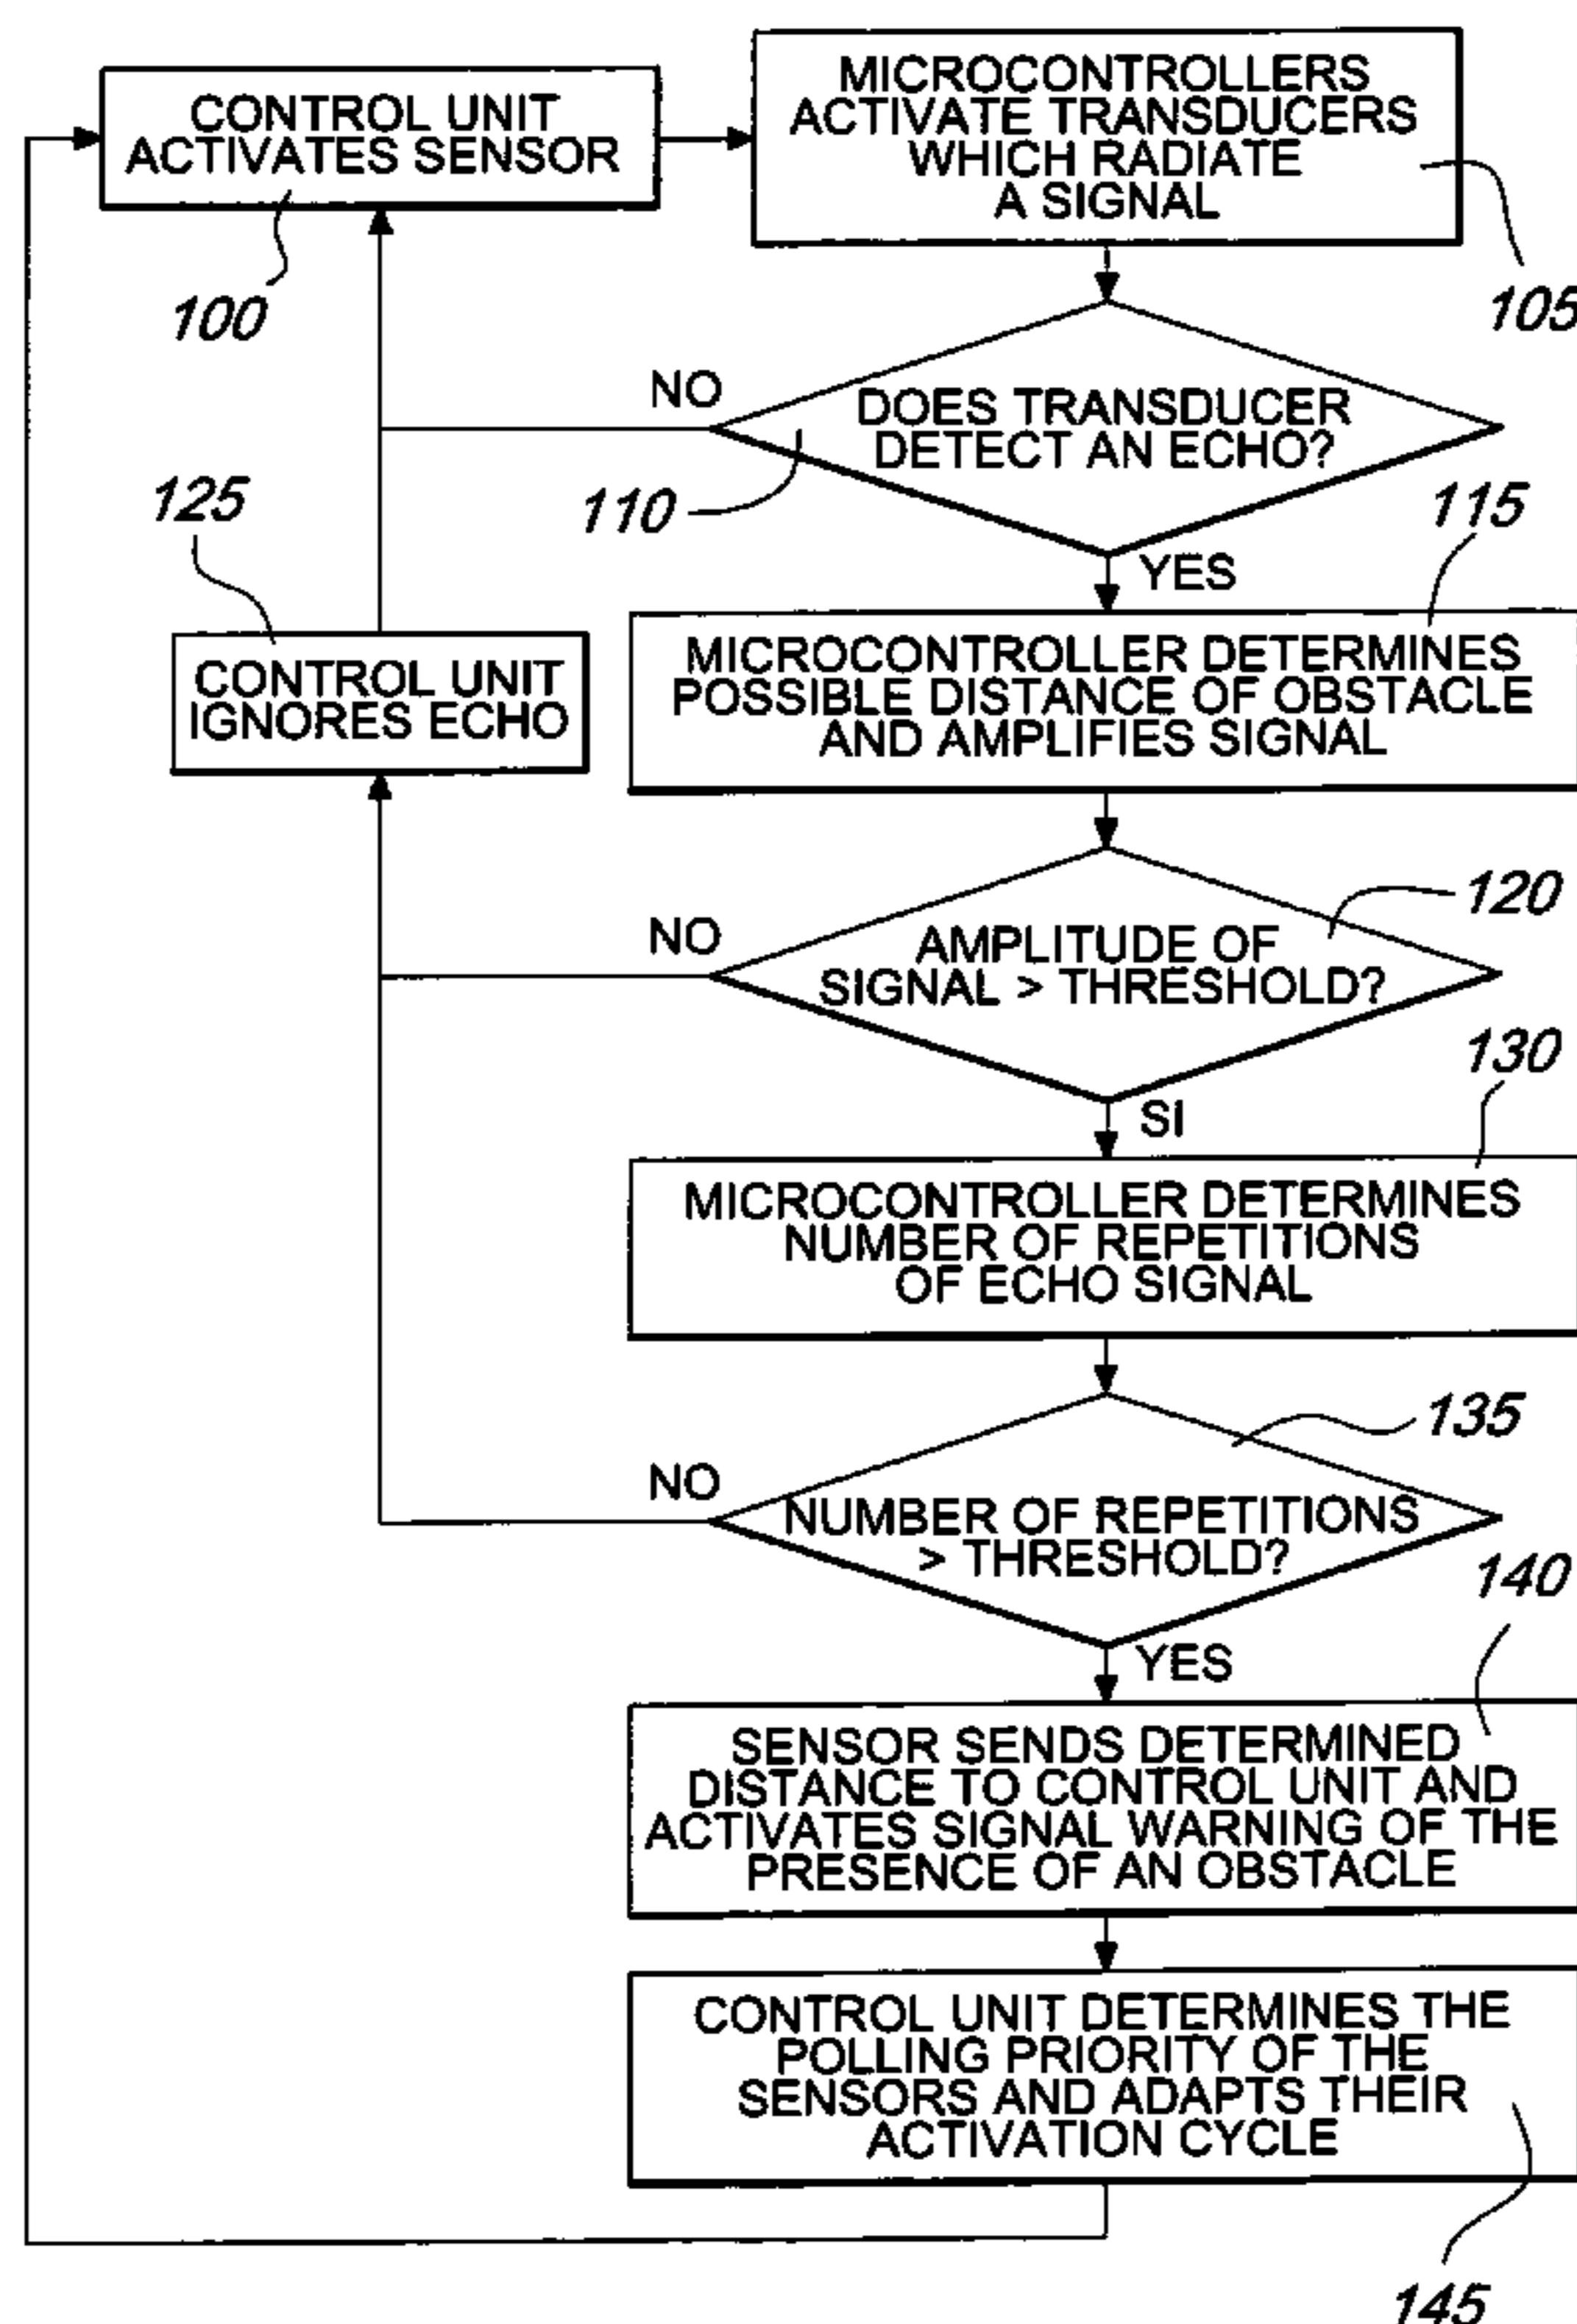 CONTROL UNIT
ACTIVATES SENSOR
100
MICROCONTROLLERS
ACTIVATE TRANSDUCERS
WHICH RADIATE
A SIGNAL
105
NO
DOES TRANSDUCER
DETECT AN ECHO?
110
YES
115
125
CONTROL UNIT
IGNORES ECHO
MICROCONTROLLER DETERMINES
POSSIBLE DISTANCE OF OBSTACLE
AND AMPLIFIES SIGNAL
120
NO
AMPLITUDE OF
SIGNAL > THRESHOLD?
SI
130
MICROCONTROLLER DETERMINES
NUMBER OF REPETITIONS
OF ECHO SIGNAL
135
NO
NUMBER OF REPETITIONS
> THRESHOLD?
YES
140
SENSOR SENDS DETERMINED
DISTANCE TO CONTROL UNIT AND
ACTIVATES SIGNAL WARNING OF THE
PRESENCE OF AN OBSTACLE
CONTROL UNIT DETERMINES THE
POLLING PRIORITY OF THE
SENSORS AND ADAPTS THEIR
ACTIVATION CYCLE
145